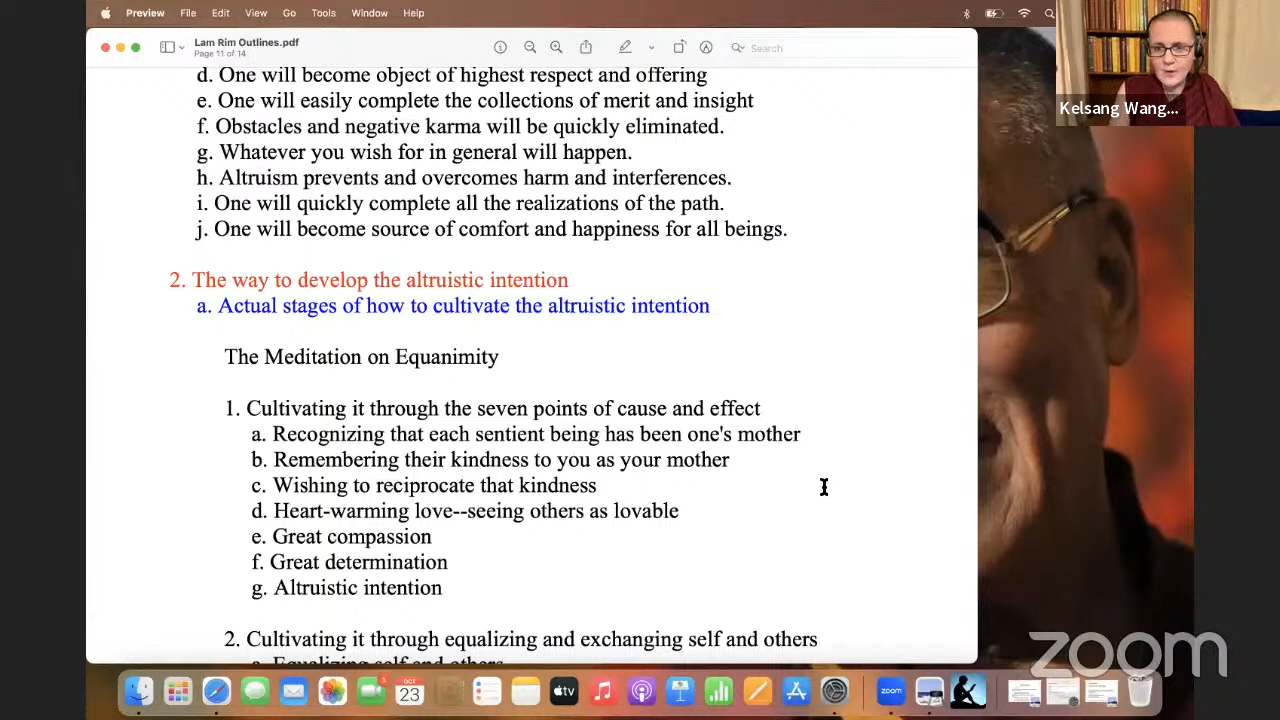 Preview File Edit View Go Tools Window Help
Lam Rim Outlines.pdf
Page 11 of 14
Search
Kelsang Wang...
d. One will become object of highest respect and offering
e. One will easily complete the collections of merit and insight
f. Obstacles and negative karma will be quickly eliminated.
g. Whatever you wish for in general will happen.
h. Altruism prevents and overcomes harm and interferences.
i. One will quickly complete all the realizations of the path.
j. One will become source of comfort and happiness for all beings.
2. The way to develop the altruistic intention
a. Actual stages of how to cultivate the altruistic intention
The Meditation on Equanimity
1. Cultivating it through the seven points of cause and effect
a. Recognizing that each sentient being has been one's mother
b. Remembering their kindness to you as your mother
c. Wishing to reciprocate that kindness
d. Heart-warming love--seeing others as lovable
e. Great compassion
f. Great determination
g. Altruistic intention
2. Cultivating it through equalizing and exchanging self and others
a. Equalizing self and others
zoom
OCT
23
tv
zoom